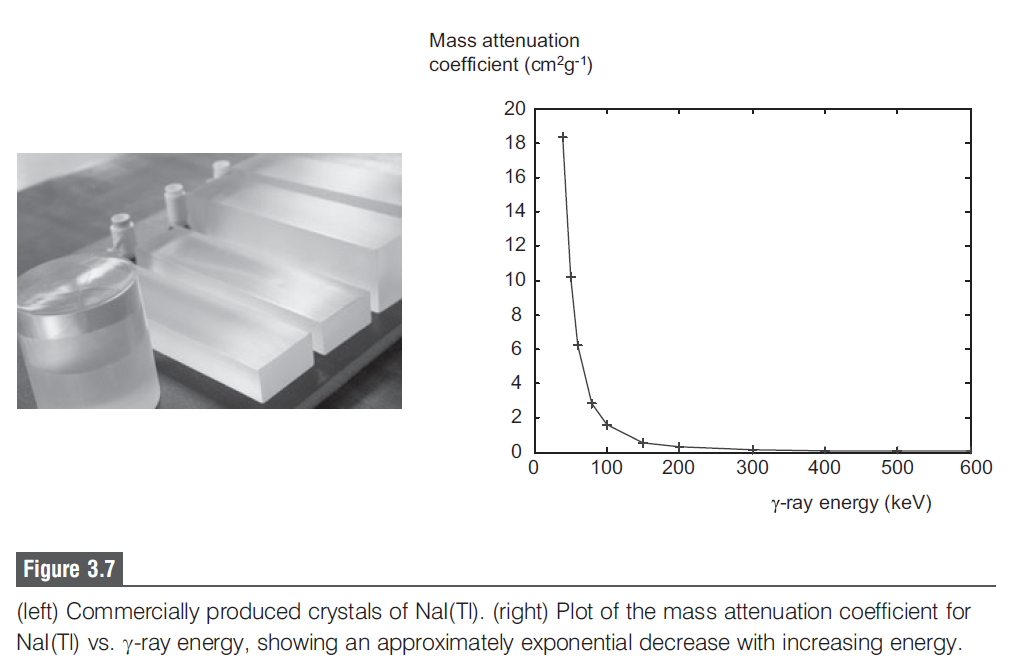 Mass attenuation
coefficient (cm²g⁻¹)
20
18
16
14
12
10
8
6
4
2
0
0 100 200 300 400 500 600
γ-ray energy (keV)
Figure 3.7
(left) Commercially produced crystals of NaI(Tl). (right) Plot of the mass attenuation coefficient for
NaI(Tl) vs. γ-ray energy, showing an approximately exponential decrease with increasing energy.